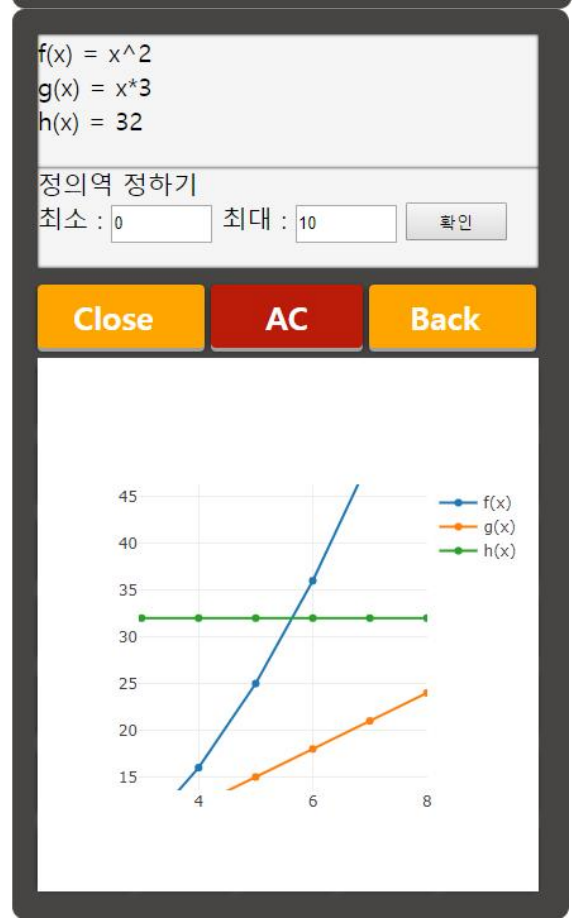 f(x) = x^2
g(x) = x*3
h(x) = 32
정의역 정하기
최소 : 0 최대 : 10 확인
Close AC Back
45
40
35
30
25
20
15
4 6 8
f(x)
g(x)
h(x)